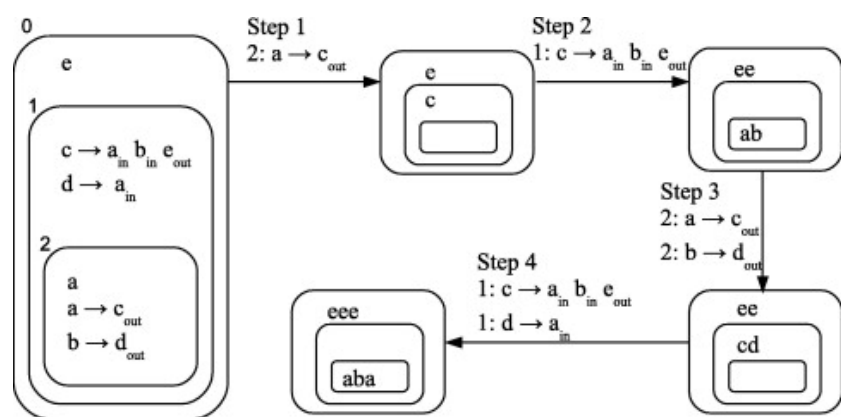 0
e
1
c → a_in b_in e_out
d → a_in
2
a
a → c_out
b → d_out
Step 1
2: a → c_out
e
c
Step 2
1: c → a_in b_in e_out
ee
ab
Step 3
2: a → c_out
2: b → d_out
ee
cd
Step 4
1: c → a_in b_in e_out
1: d → a_in
eee
aba